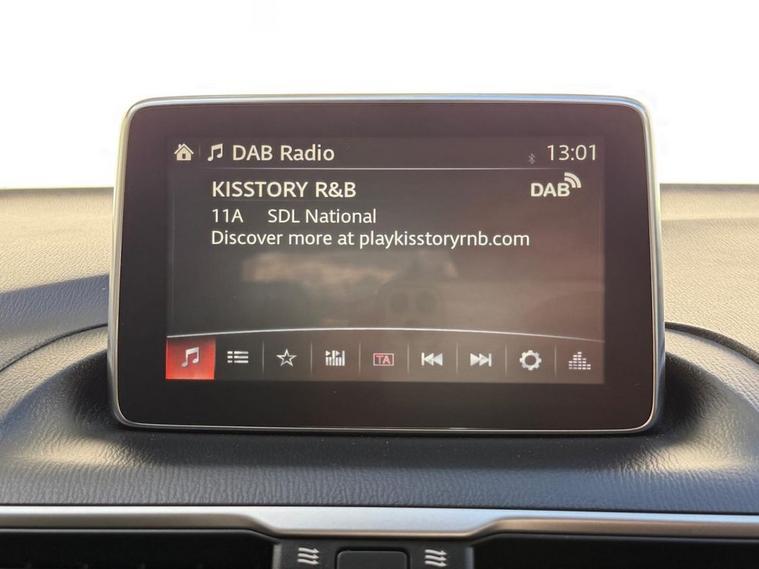 DAB Radio 13:01
KISSTORY R&B DAB
11A SDL National
Discover more at playkisstoryrnb.com
TA